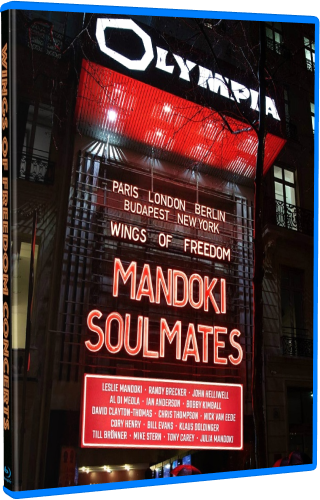 OLYMPIA
PARIS LONDON BERLIN
BUDAPEST NEW YORK
WINGS OF FREEDOM
MANDOKI
SOULMATES
LESLIE MANDOKI • RANDY BRECKER • JOHN HELLIWELL
AL DI MEOLA • IAN ANDERSON • BOBBY KIMBALL
DAVID CLAYTON-THOMAS • CHRIS THOMPSON • NICK VAN EEDE
CORY HENRY • BILL EVANS • KLAUS DOLDINGER
TILL BRÖNNER • MIKE STERN • TONY CAREY • JULIA MANDOKI
WINGS OF FREEDOM CONCERTS